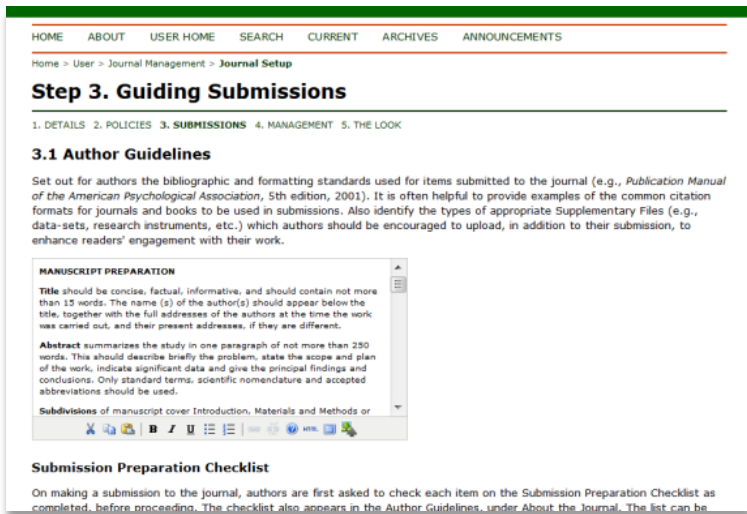 HOME ABOUT USER HOME SEARCH CURRENT ARCHIVES ANNOUNCEMENTS
Home > User > Journal Management > Journal Setup
Step 3. Guiding Submissions
1. DETAILS 2. POLICIES 3. SUBMISSIONS 4. MANAGEMENT 5. THE LOOK
3.1 Author Guidelines
Set out for authors the bibliographic and formatting standards used for items submitted to the journal (e.g., Publication Manual
of the American Psychological Association, 5th edition, 2001). It is often helpful to provide examples of the common citation
formats for journals and books to be used in submissions. Also identify the types of appropriate Supplementary Files (e.g.,
data-sets, research instruments, etc.) which authors should be encouraged to upload, in addition to their submission, to
enhance readers' engagement with their work.
MANUSCRIPT PREPARATION
Title should be concise, factual, informative, and should contain not more
than 15 words. The name (s) of the author(s) should appear below the
title, together with the full addresses of the authors at the time the work
was carried out, and their present addresses, if they are different.
Abstract summarizes the study in one paragraph of not more than 250
words. This should describe briefly the problem, state the scope and plan
of the work, indicate significant data and give the principal findings and
conclusions. Only standard terms, scientific nomenclature and accepted
abbreviations should be used.
Subdivisions of manuscript cover Introduction, Materials and Methods or
B I U HTML
Submission Preparation Checklist
On making a submission to the journal, authors are first asked to check each item on the Submission Preparation Checklist as
completed, before proceeding. The checklist also appears in the Author Guidelines, under About the Journal. The list can be